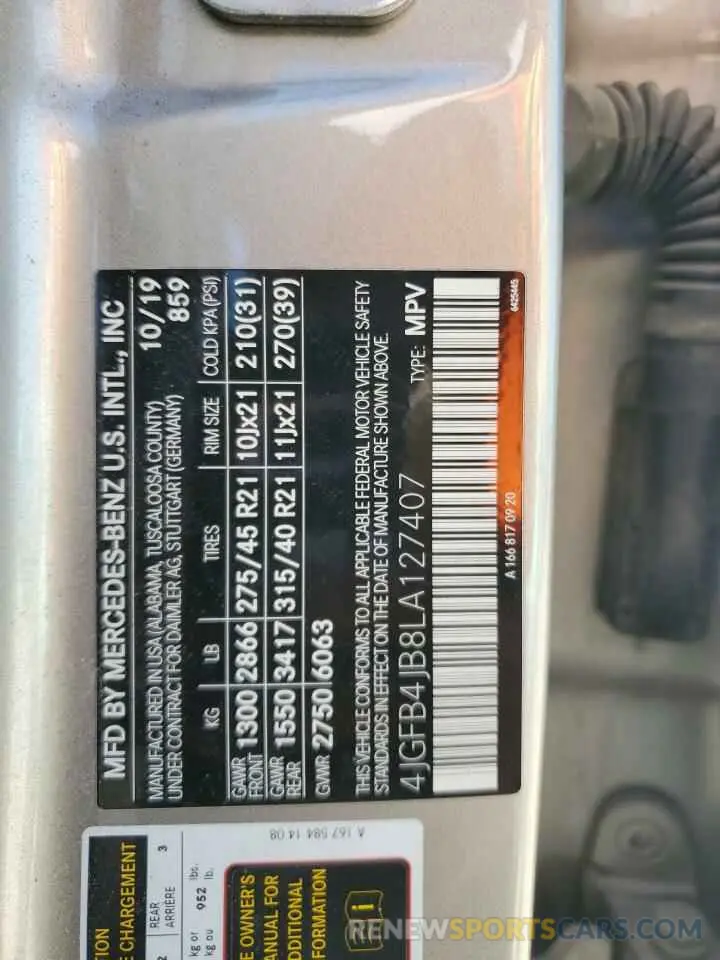 MFD BY MERCEDES-BENZ U.S. INTL., INC
MANUFACTURED IN USA (ALABAMA, TUSCALOOSA COUNTY) 10/19
UNDER CONTRACT FOR DAIMLER AG, STUTTGART (GERMANY) 859
KG LB TIRES RIM SIZE COLD KPA (PSI)
GAWR FRONT 1300 2866 275/45 R21 10Jx21 210(31)
GAWR REAR 1550 3417 315/40 R21 11Jx21 270(39)
GVWR 2750 6063
THIS VEHICLE CONFORMS TO ALL APPLICABLE FEDERAL MOTOR VEHICLE SAFETY
STANDARDS IN EFFECT ON THE DATE OF MANUFACTURE SHOWN ABOVE.
4JGFB4JB8LA127407 TYPE: MPV
A 166 817 09 20 6425445
A 167 584 14 08
E CHARGEMENT
REAR 3
ARRIÈRE
kg or 952 lbs.
kg ou lb.
E OWNER'S
ANUAL FOR
DDITIONAL
FORMATION
RENEWSPORTSCARS.COM